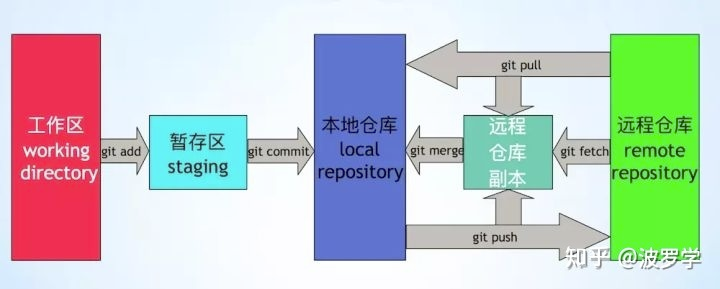 工作区
working
directory
git add
暂存区
staging
git commit
本地仓库
local
repository
git pull
git merge
远程
仓库
副本
git fetch
git push
远程仓库
remote
repository
知乎 @波罗学